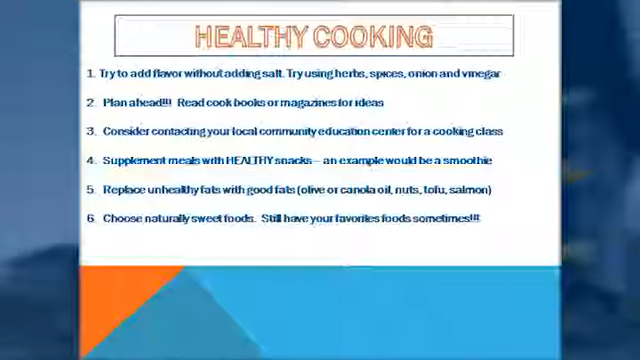 HEALTHY COOKING
1. Try to add flavor without adding salt. Try using herbs, spices, onion and vinegar
2. Plan ahead!!! Read cook books or magazines for ideas
3. Consider contacting your local community education center for a cooking class
4. Supplement meals with HEALTHY snacks – an example would be a smoothie
5. Replace unhealthy fats with good fats (olive or canola oil, nuts, tofu, salmon)
6. Choose naturally sweet foods. Still have your favorites foods sometimes!!!